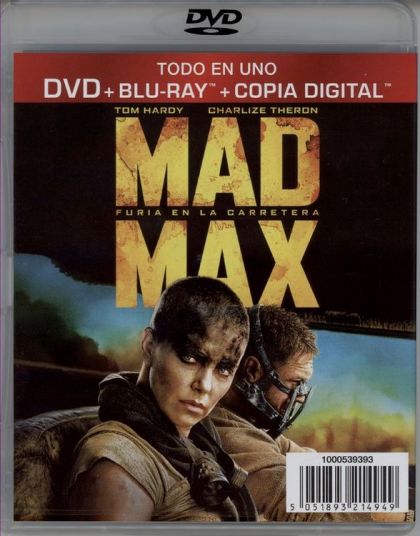 DVD
TODO EN UNO
DVD + BLU-RAY™ + COPIA DIGITAL™
TOM HARDY CHARLIZE THERON
MAD
FURIA EN LA CARRETERA
MAX
1000539393
5 051893 214949